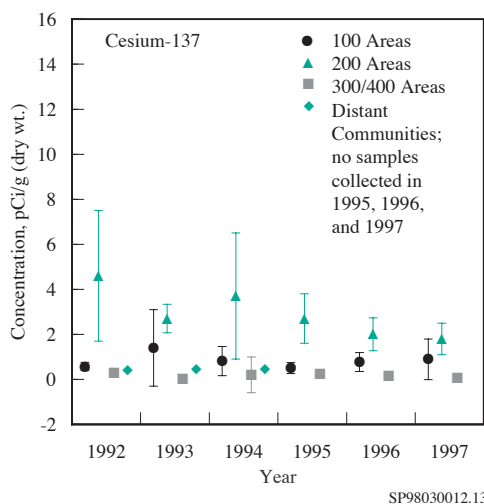 Cesium-137
100 Areas
200 Areas
300/400 Areas
Distant
Communities;
no samples
collected in
1995, 1996,
and 1997
Concentration, pCi/g (dry wt.)
16
14
12
10
8
6
4
2
0
-2
1992 1993 1994 1995 1996 1997
Year
SP98030012.13